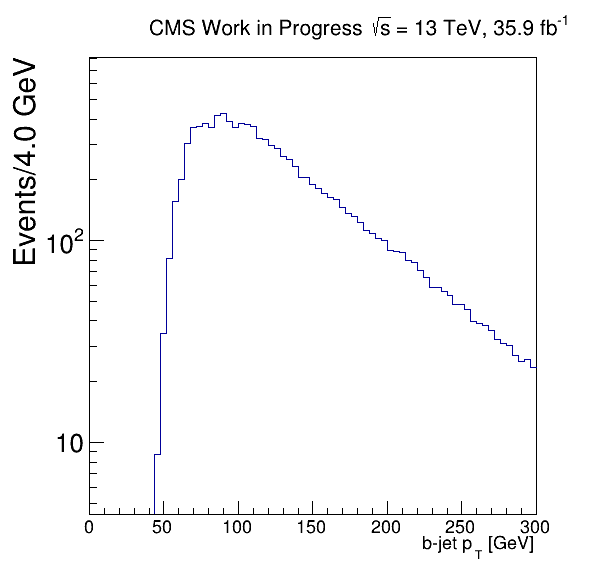 CMS Work in Progress √s = 13 TeV, 35.9 fb⁻¹
Events/4.0 GeV
10²
10
0 50 100 150 200 250 300
b-jet p_T [GeV]